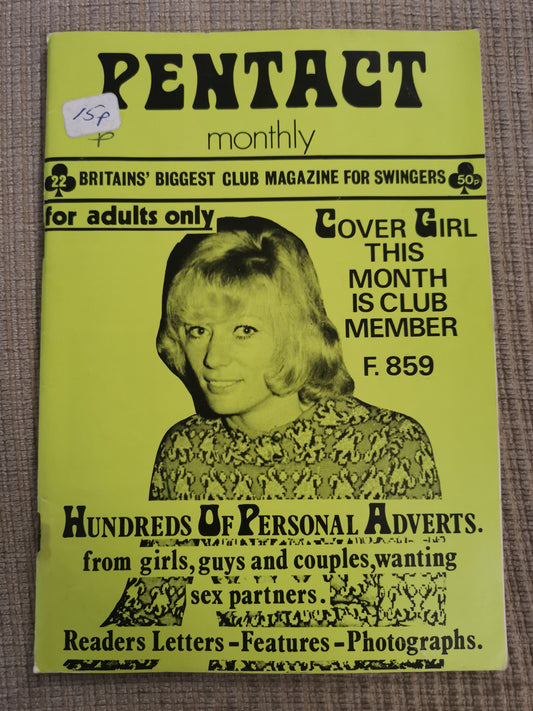 PENTACT
15p
p
monthly
22 BRITAINS' BIGGEST CLUB MAGAZINE FOR SWINGERS 50p
for adults only
COVER GIRL
THIS
MONTH
IS CLUB
MEMBER
F. 859
HUNDREDS OF PERSONAL ADVERTS.
from girls, guys and couples, wanting
sex partners.
Readers Letters - Features - Photographs.